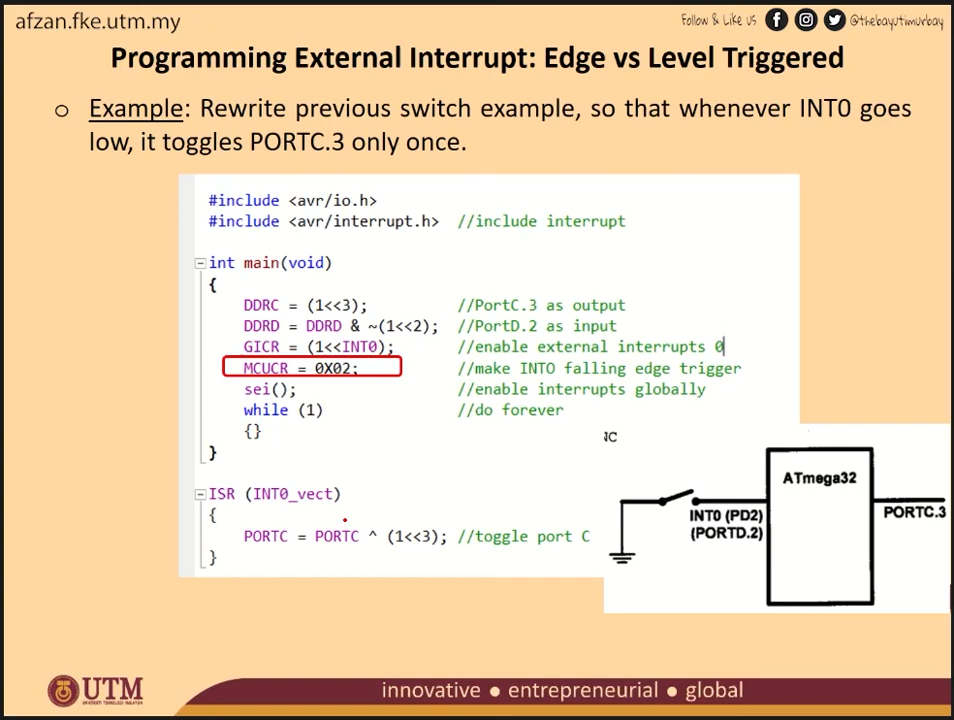 afzan.fke.utm.my
Follow & Like us @thebayutimurbay
Programming External Interrupt: Edge vs Level Triggered
o Example: Rewrite previous switch example, so that whenever INT0 goes
low, it toggles PORTC.3 only once.
#include <avr/io.h>
#include <avr/interrupt.h> //include interrupt
int main(void)
{
DDRC = (1<<3); //PortC.3 as output
DDRD = DDRD & ~(1<<2); //PortD.2 as input
GICR = (1<<INT0); //enable external interrupts 0
MCUCR = 0X02; //make INT0 falling edge trigger
sei(); //enable interrupts globally
while (1) //do forever
{}
}
ISR (INT0_vect)
{
PORTC = PORTC ^ (1<<3); //toggle port C
}
NC
ATmega32
INT0 (PD2)
(PORTD.2)
PORTC.3
UTM
innovative ● entrepreneurial ● global